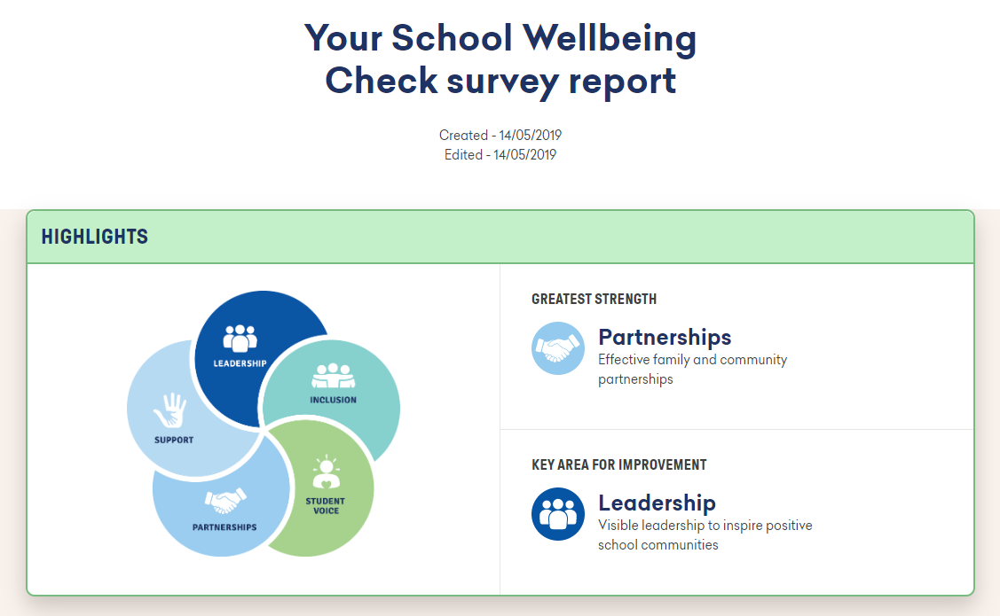 Your School Wellbeing
Check survey report
Created - 14/05/2019
Edited - 14/05/2019
HIGHLIGHTS
LEADERSHIP
INCLUSION
SUPPORT
STUDENT
VOICE
PARTNERSHIPS
GREATEST STRENGTH
Partnerships
Effective family and community
partnerships
KEY AREA FOR IMPROVEMENT
Leadership
Visible leadership to inspire positive
school communities